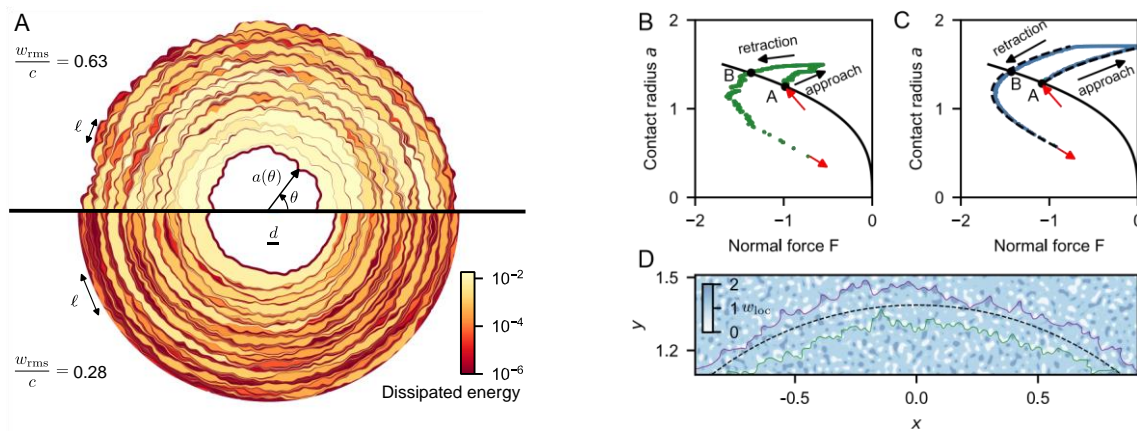 A
w_rms/c = 0.63
ℓ
a(θ)
θ
d
ℓ
w_rms/c = 0.28
10^−2
10^−4
10^−6
Dissipated energy
B
2
1
0
Contact radius a
retraction
B
A
approach
−2
−1
0
Normal force F
C
2
1
0
Contact radius a
retraction
B
A
approach
−2
−1
0
Normal force F
D
1.5
1.2
y
2
1
0
w_loc
-0.5
0.0
0.5
x